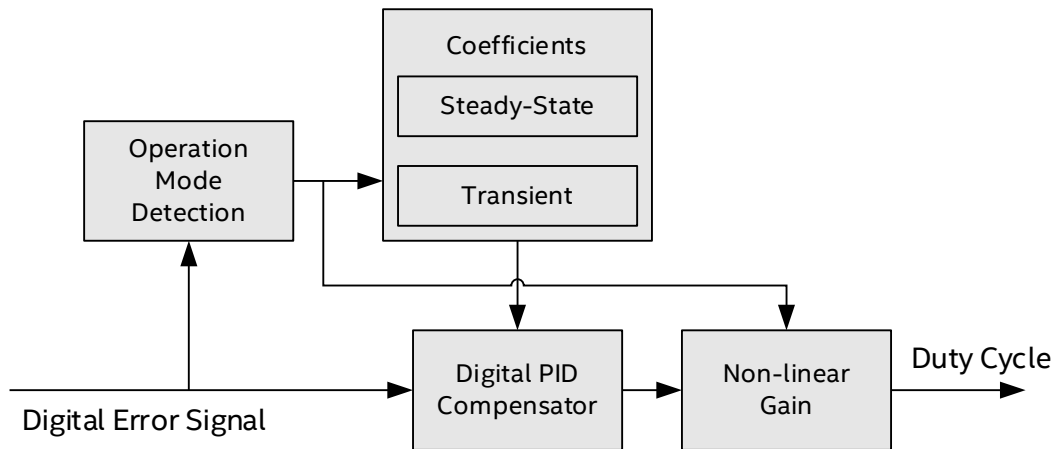 Coefficients
Steady-State
Transient
Operation
Mode
Detection
Digital PID
Compensator
Non-linear
Gain
Duty Cycle
Digital Error Signal